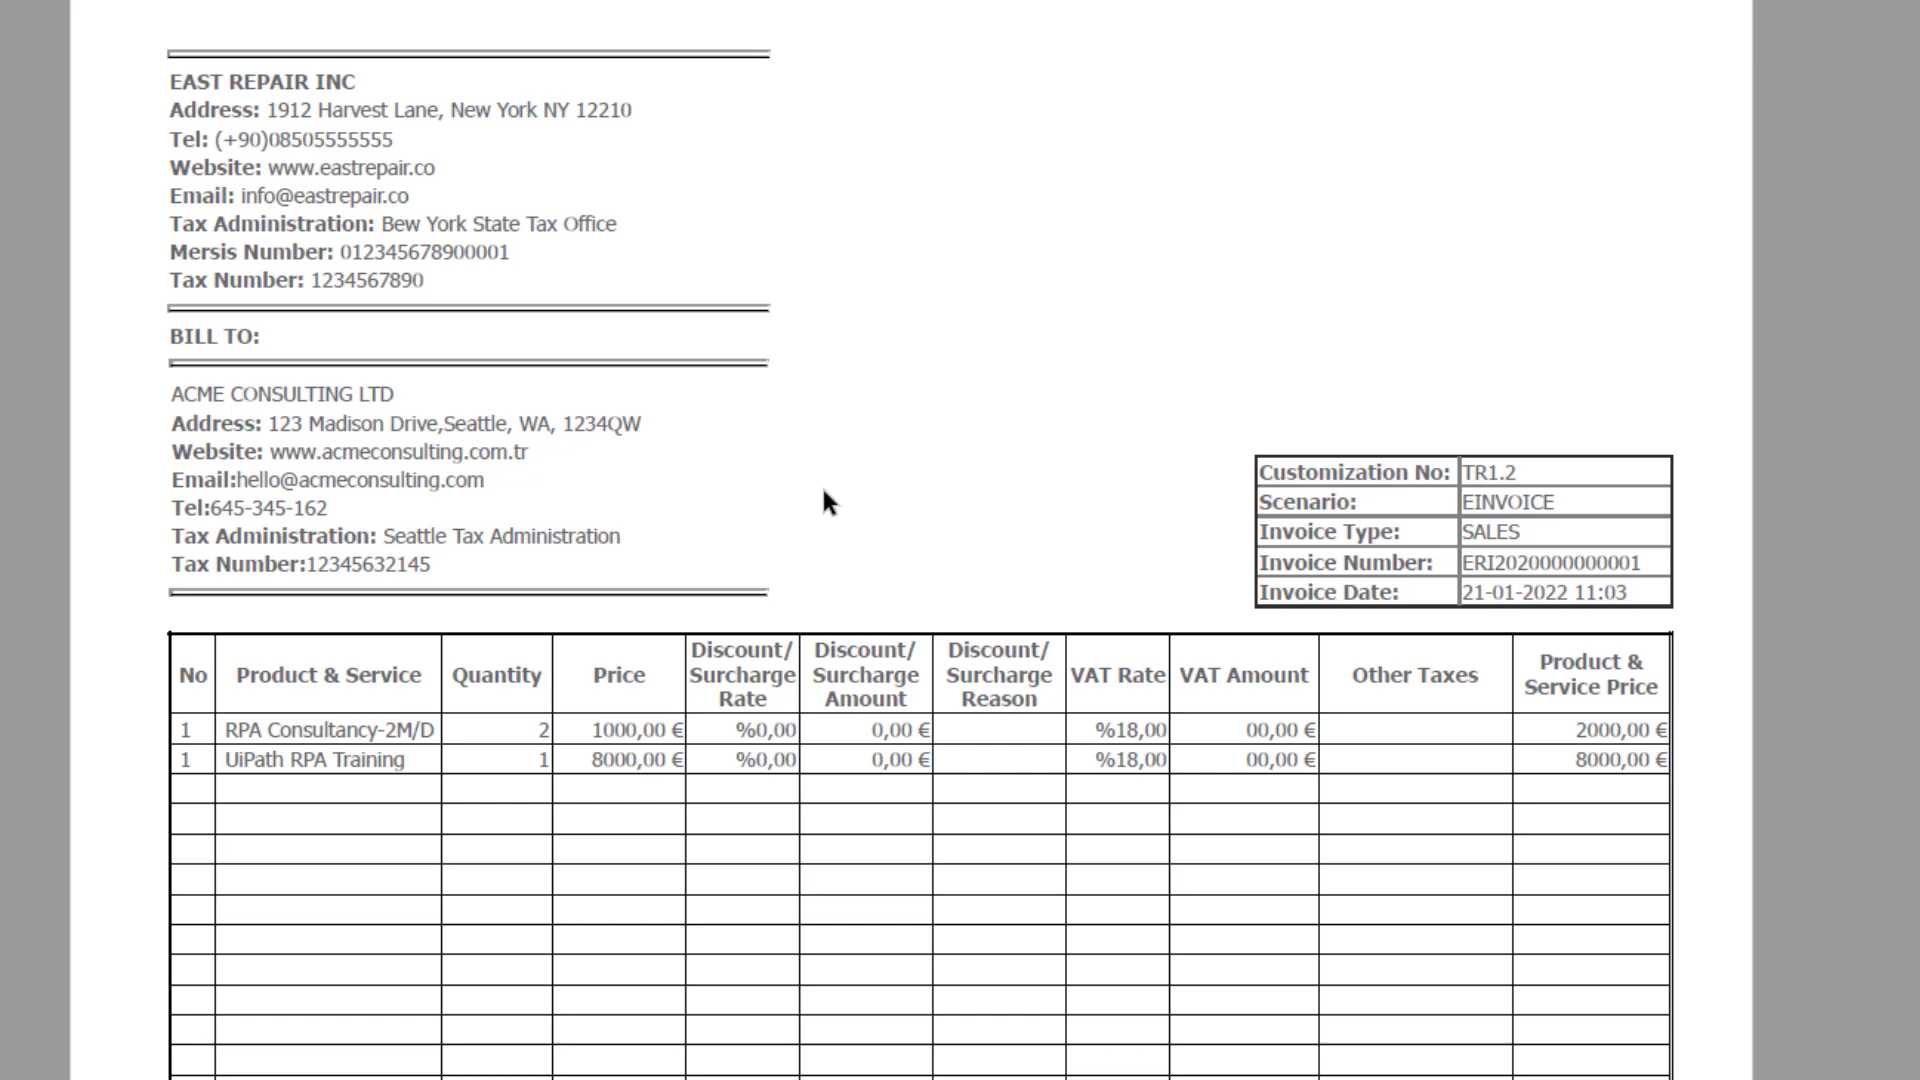 EAST REPAIR INC
Address: 1912 Harvest Lane, New York NY 12210
Tel: (+90)08505555555
Website: www.eastrepair.co
Email: info@eastrepair.co
Tax Administration: Bew York State Tax Office
Mersis Number: 012345678900001
Tax Number: 1234567890
BILL TO:
ACME CONSULTING LTD
Address: 123 Madison Drive,Seattle, WA, 1234QW
Website: www.acmeconsulting.com.tr
Email:hello@acmeconsulting.com
Tel:645-345-162
Tax Administration: Seattle Tax Administration
Tax Number:12345632145
Customization No: TR1.2
Scenario: EINVOICE
Invoice Type: SALES
Invoice Number: ERI2020000000001
Invoice Date: 21-01-2022 11:03
No Product & Service Quantity Price Discount/ Surcharge Rate Discount/ Surcharge Amount Discount/ Surcharge Reason VAT Rate VAT Amount Other Taxes Product & Service Price
1 RPA Consultancy-2M/D 2 1000,00 € %0,00 0,00 € %18,00 00,00 € 2000,00 €
1 UiPath RPA Training 1 8000,00 € %0,00 0,00 € %18,00 00,00 € 8000,00 €